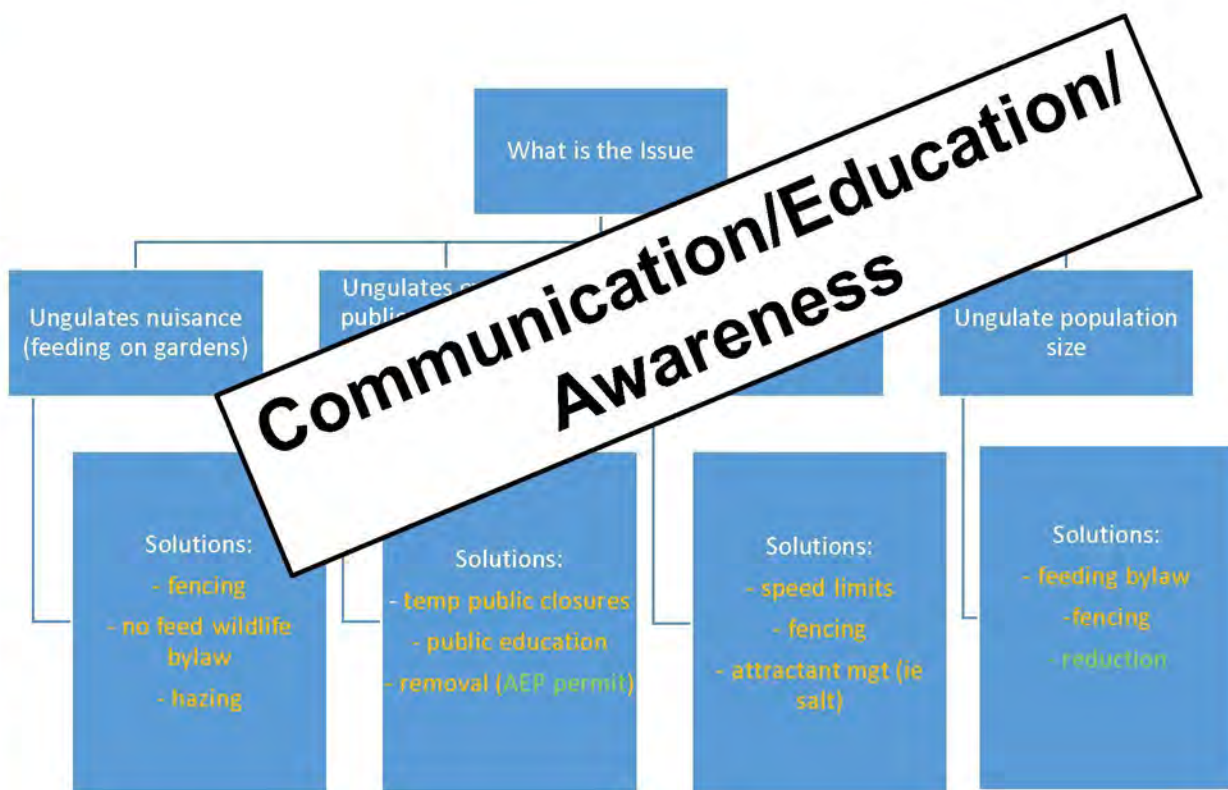 What is the Issue
Communication/Education/
Awareness
Ungulates nuisance
(feeding on gardens)
Ungulates
public
Ungulate population
size
Solutions:
- fencing
- no feed wildlife
bylaw
- hazing
Solutions:
- temp public closures
- public education
- removal (AEP permit)
Solutions:
- speed limits
- fencing
- attractant mgt (ie
salt)
Solutions:
- feeding bylaw
-fencing
- reduction